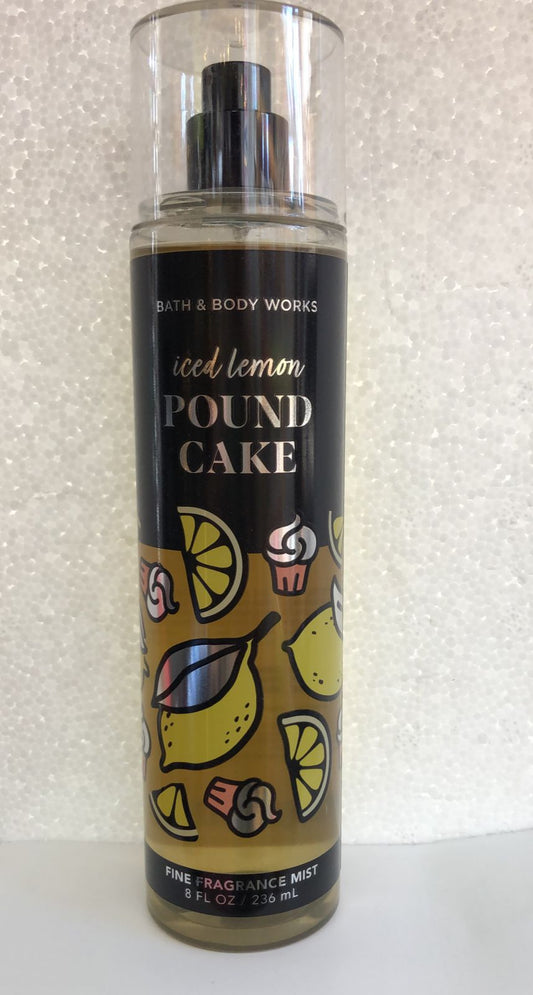 BATH & BODY WORKS
iced lemon
POUND
CAKE
FINE FRAGRANCE MIST
8 FL OZ / 236 mL